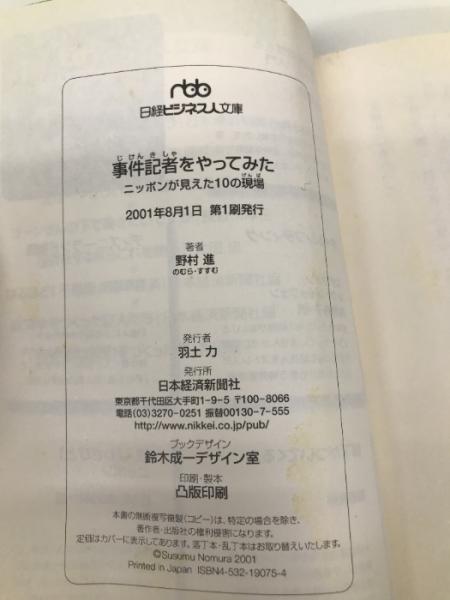 nbb
日経ビジネス人文庫
じけんきしゃ
事件記者をやってみた
げんば
ニッポンが見えた10の現場
2001年8月1日 第1刷発行
著者
野村 進
のむら・すすむ
発行者
羽土 力
発行所
日本経済新聞社
東京都千代田区大手町1-9-5 〒100-8066
電話(03)3270-0251 振替00130-7-555
http://www.nikkei.co.jp/pub/
ブックデザイン
鈴木成一デザイン室
印刷・製本
凸版印刷
本書の無断複写複製(コピー)は、特定の場合を除き、
著作者・出版社の権利侵害になります。
定価はカバーに表示してあります。落丁本・乱丁本はお取り替えいたします。
©Susumu Nomura 2001
Printed in Japan ISBN4-532-19075-4